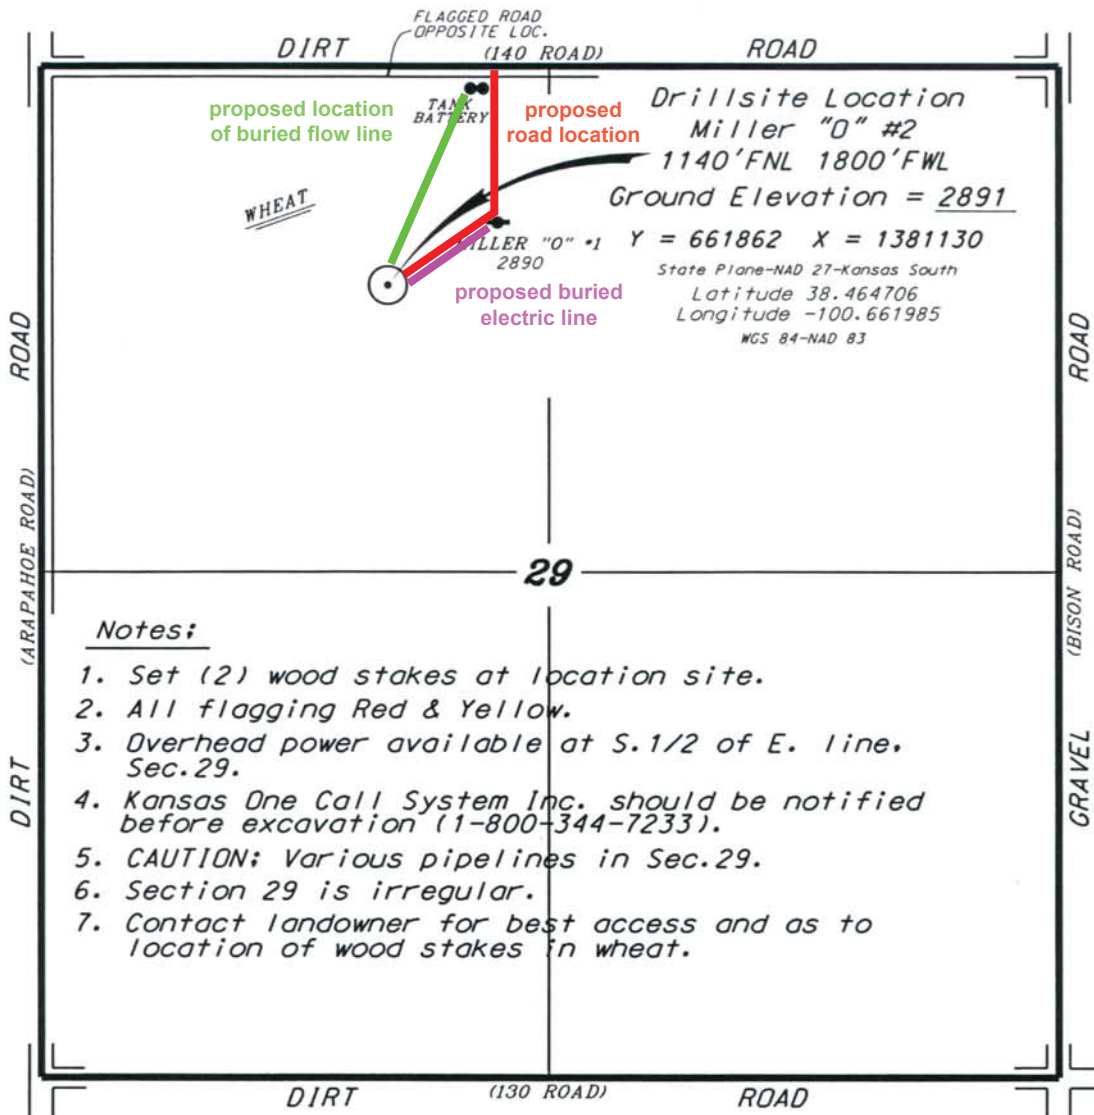 FLAGGED ROAD
OPPOSITE LOC.
DIRT
(140 ROAD)
ROAD
proposed location
of buried flow line
TANK
BATTERY
proposed
road location
Drillsite Location
Miller "O" #2
1140'FNL 1800'FWL
Ground Elevation = 2891
WHEAT
MILLER "O" #1
2890
Y = 661862 X = 1381130
State Plane-NAD 27-Kansas South
Latitude 38.464706
Longitude -100.661985
WGS 84-NAD 83
proposed buried
electric line
ROAD
(ARAPAHOE ROAD)
DIRT
ROAD
(BISON ROAD)
GRAVEL
29
Notes:
1. Set (2) wood stakes at location site.
2. All flagging Red & Yellow.
3. Overhead power available at S.1/2 of E. line,
Sec.29.
4. Kansas One Call System Inc. should be notified
before excavation (1-800-344-7233).
5. CAUTION: Various pipelines in Sec.29.
6. Section 29 is irregular.
7. Contact landowner for best access and as to
location of wood stakes in wheat.
DIRT
(130 ROAD)
ROAD